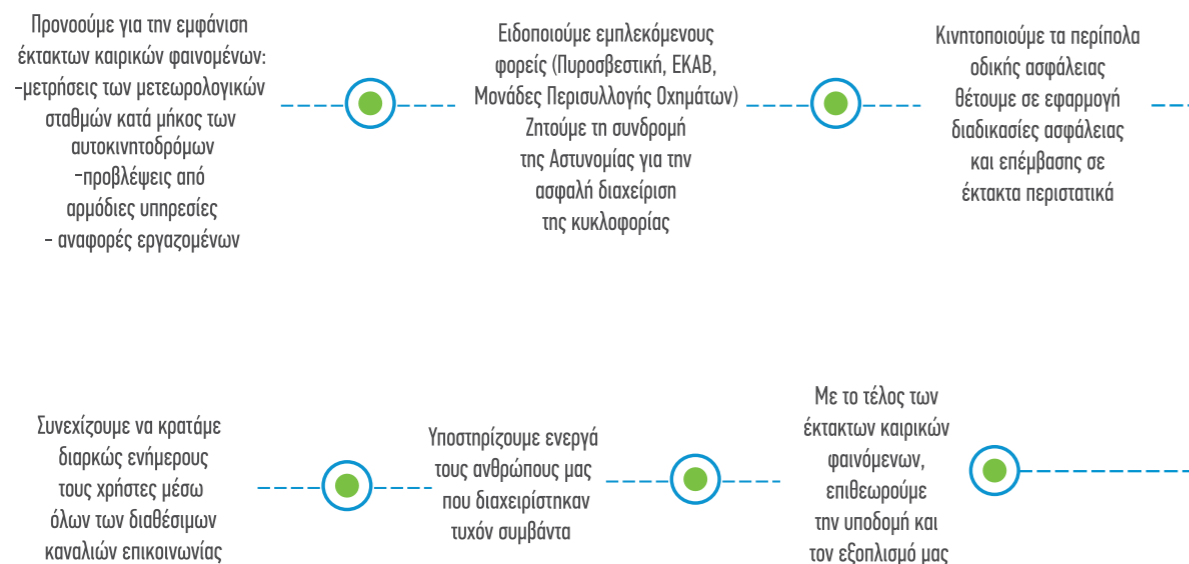 Προνοούμε για την εμφάνιση
έκτακτων καιρικών φαινομένων:
-μετρήσεις των μετεωρολογικών
σταθμών κατά μήκος των
αυτοκινητοδρόμων
-προβλέψεις από
αρμόδιες υπηρεσίες
- αναφορές εργαζομένων
Ειδοποιούμε εμπλεκόμενους
φορείς (Πυροσβεστική, ΕΚΑΒ,
Μονάδες Περισυλλογής Οχημάτων)
Ζητούμε τη συνδρομή
της Αστυνομίας για την
ασφαλή διαχείριση
της κυκλοφορίας
Κινητοποιούμε τα περίπολα
οδικής ασφάλειας
θέτουμε σε εφαρμογή
διαδικασίες ασφάλειας
και επέμβασης σε
έκτακτα περιστατικά
Συνεχίζουμε να κρατάμε
διαρκώς ενήμερους
τους χρήστες μέσω
όλων των διαθέσιμων
καναλιών επικοινωνίας
Υποστηρίζουμε ενεργά
τους ανθρώπους μας
που διαχειρίστηκαν
τυχόν συμβάντα
Με το τέλος των
έκτακτων καιρικών
φαινόμενων,
επιθεωρούμε
την υποδομή και
τον εξοπλισμό μας